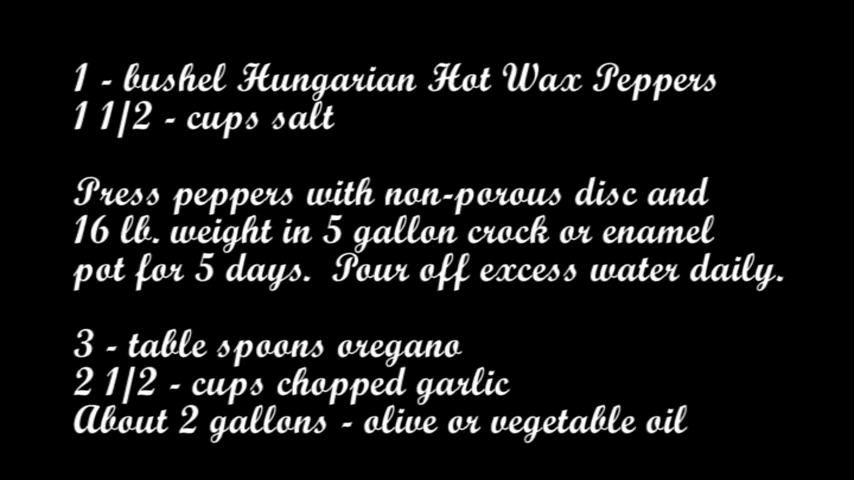 1 - bushel Hungarian Hot Wax Peppers
1 1/2 - cups salt
Press peppers with non-porous disc and
16 lb. weight in 5 gallon crock or enamel
pot for 5 days. Pour off excess water daily.
3 - table spoons oregano
2 1/2 - cups chopped garlic
About 2 gallons - olive or vegetable oil